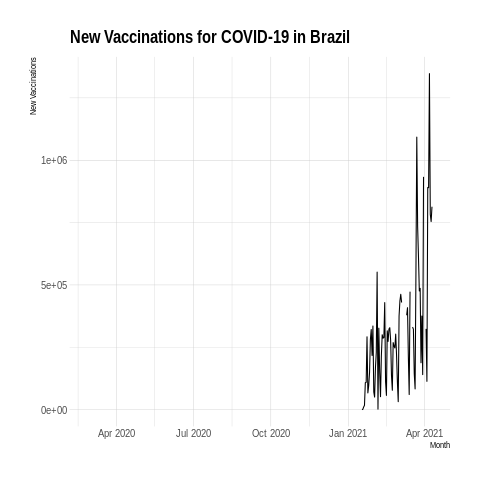 New Vaccinations for COVID-19 in Brazil
New Vaccinations
1e+06
5e+05
0e+00
Apr 2020 Jul 2020 Oct 2020 Jan 2021 Apr 2021
Month